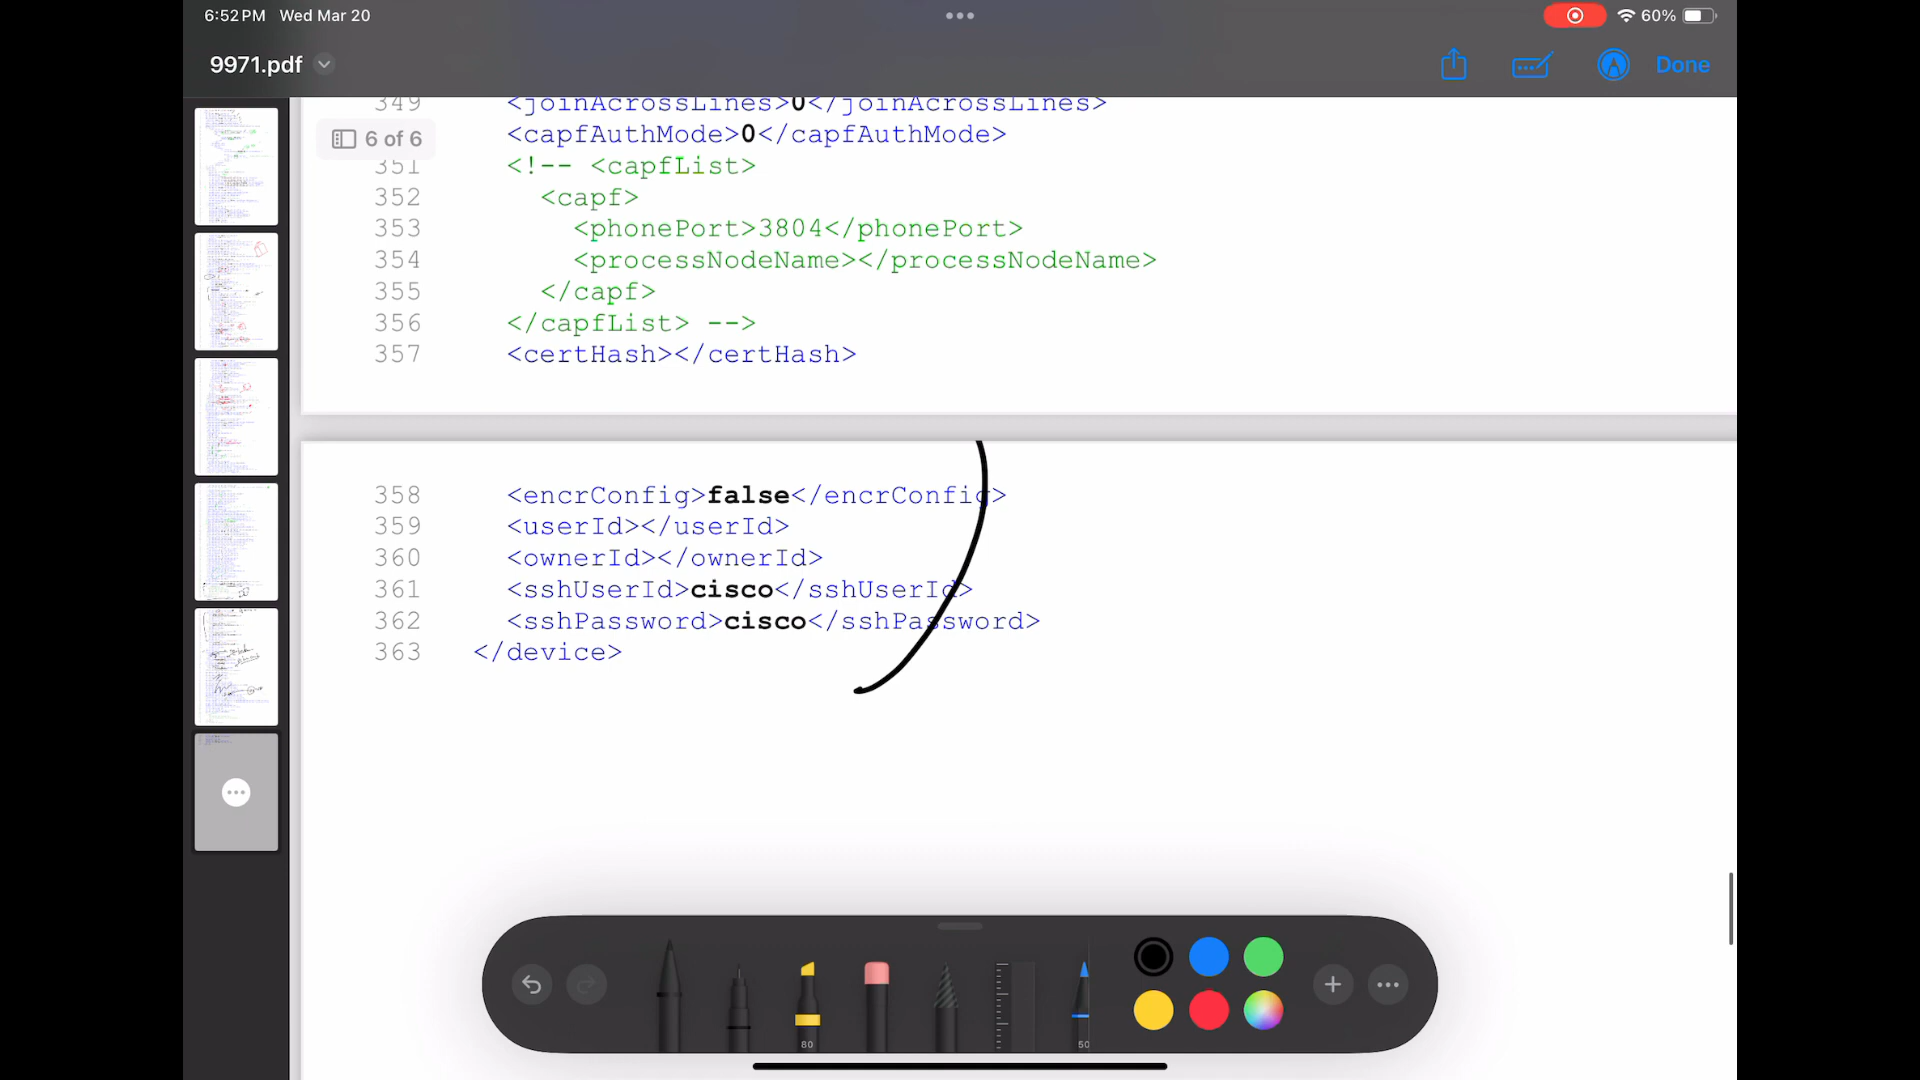 6:52 PM Wed Mar 20
60%
9971.pdf
Done
6 of 6
349 <joinAcrossLines>0</joinAcrossLines>
<capfAuthMode>0</capfAuthMode>
351 <!-- <capfList>
352 <capf>
353 <phonePort>3804</phonePort>
354 <processNodeName></processNodeName>
355 </capf>
356 </capfList> -->
357 <certHash></certHash>
358 <encrConfig>false</encrConfig>
359 <userId></userId>
360 <ownerId></ownerId>
361 <sshUserId>cisco</sshUserId>
362 <sshPassword>cisco</sshPassword>
363 </device>
80
50